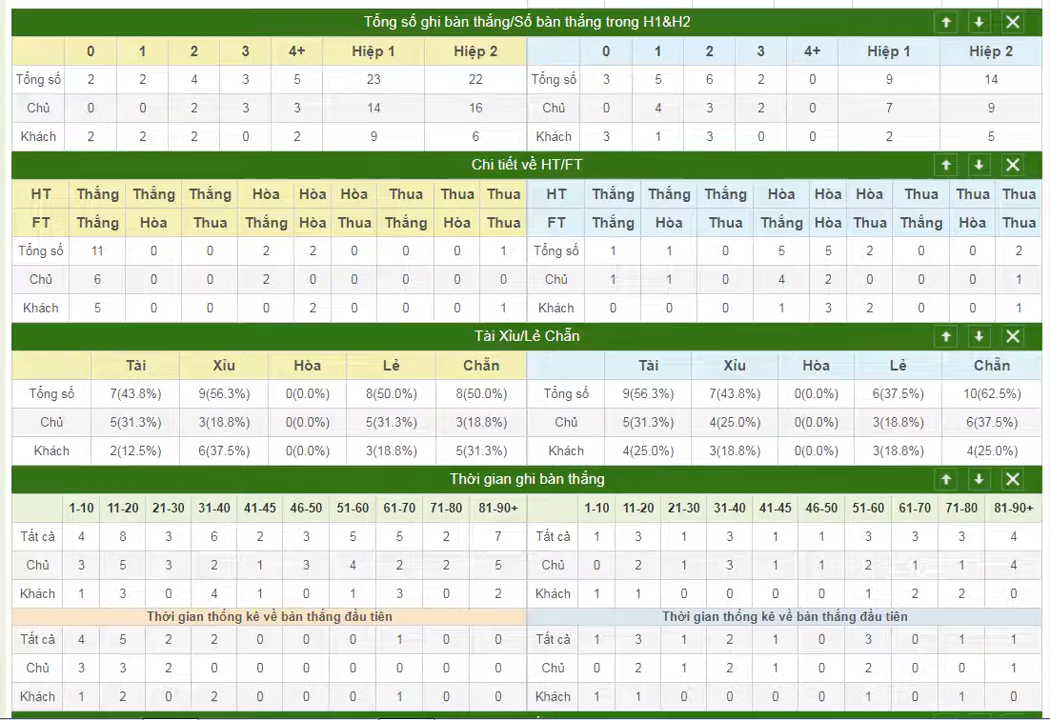 Tổng số ghi bàn thắng/Số bàn thắng trong H1&H2
0 1 2 3 4+ Hiệp 1 Hiệp 2 0 1 2 3 4+ Hiệp 1 Hiệp 2
Tổng số 2 2 4 3 5 23 22 Tổng số 3 5 6 2 0 9 14
Chủ 0 0 2 3 3 14 16 Chủ 0 4 3 2 0 7 9
Khách 2 2 2 0 2 9 6 Khách 3 1 3 0 0 2 5
Chi tiết về HT/FT
HT Thắng Thắng Thắng Hòa Hòa Hòa Thua Thua Thua HT Thắng Thắng Thắng Hòa Hòa Hòa Thua Thua Thua
FT Thắng Hòa Thua Thắng Hòa Thua Thắng Hòa Thua FT Thắng Hòa Thua Thắng Hòa Thua Thắng Hòa Thua
Tổng số 11 0 0 2 2 0 0 0 1 Tổng số 1 1 0 5 5 2 0 0 2
Chủ 6 0 0 2 0 0 0 0 0 Chủ 1 1 0 4 2 0 0 0 1
Khách 5 0 0 0 2 0 0 0 1 Khách 0 0 0 1 3 2 0 0 1
Tài Xỉu/Lẻ Chẵn
Tài Xỉu Hòa Lẻ Chẵn Tài Xỉu Hòa Lẻ Chẵn
Tổng số 7(43.8%) 9(56.3%) 0(0.0%) 8(50.0%) 8(50.0%) Tổng số 9(56.3%) 7(43.8%) 0(0.0%) 6(37.5%) 10(62.5%)
Chủ 5(31.3%) 3(18.8%) 0(0.0%) 5(31.3%) 3(18.8%) Chủ 5(31.3%) 4(25.0%) 0(0.0%) 3(18.8%) 6(37.5%)
Khách 2(12.5%) 6(37.5%) 0(0.0%) 3(18.8%) 5(31.3%) Khách 4(25.0%) 3(18.8%) 0(0.0%) 3(18.8%) 4(25.0%)
Thời gian ghi bàn thắng
1-10 11-20 21-30 31-40 41-45 46-50 51-60 61-70 71-80 81-90+ 1-10 11-20 21-30 31-40 41-45 46-50 51-60 61-70 71-80 81-90+
Tất cả 4 8 3 6 2 3 5 5 2 7 Tất cả 1 3 1 3 1 1 3 3 3 4
Chủ 3 5 3 2 1 3 4 2 2 5 Chủ 0 2 1 3 1 1 2 1 1 4
Khách 1 3 0 4 1 0 1 3 0 2 Khách 1 1 0 0 0 0 1 2 2 0
Thời gian thống kê về bàn thắng đầu tiên Thời gian thống kê về bàn thắng đầu tiên
Tất cả 4 5 2 2 0 0 0 1 0 0 Tất cả 1 3 1 2 1 0 3 0 1 1
Chủ 3 3 2 0 0 0 0 0 0 0 Chủ 0 2 1 2 1 0 2 0 0 1
Khách 1 2 0 2 0 0 0 1 0 0 Khách 1 1 0 0 0 0 1 0 1 0